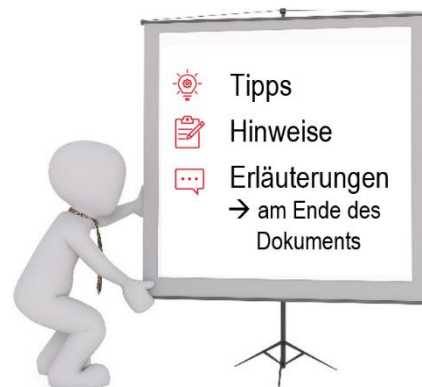 Tipps
Hinweise
Erläuterungen
→ am Ende des
Dokuments